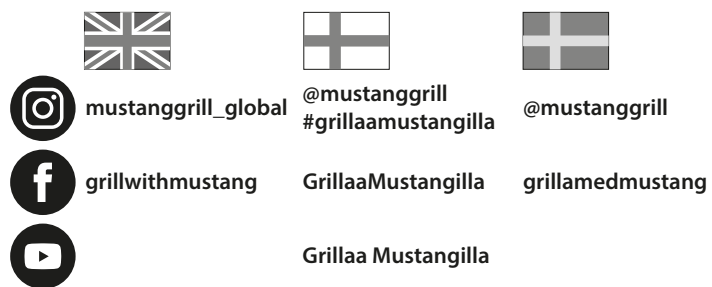 mustanggrill_global
@mustanggrill
#grillaamustangilla
@mustanggrill
grillwithmustang
GrillaaMustangilla
grillamedmustang
Grillaa Mustangilla